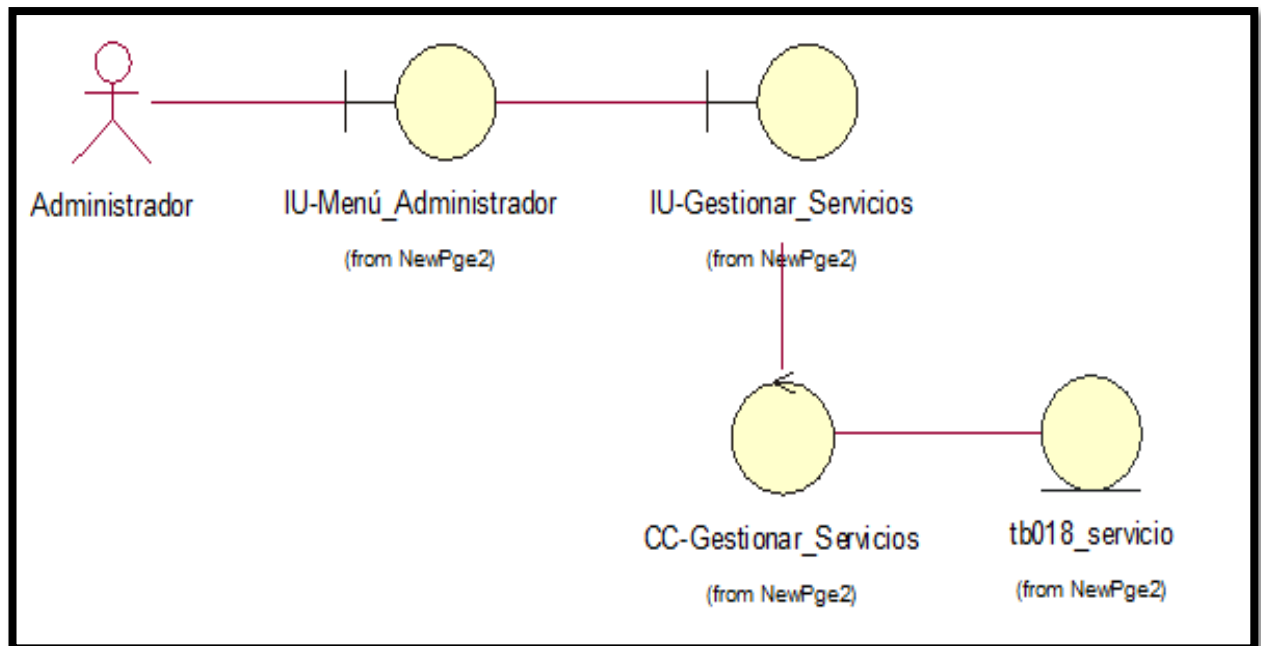 Administrador
IU-Menú_Administrador
(from NewPge2)
IU-Gestionar_Servicios
(from NewPge2)
CC-Gestionar_Servicios
(from NewPge2)
tb018_servicio
(from NewPge2)